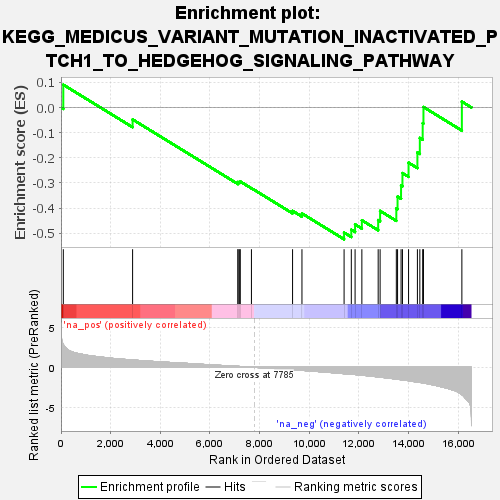 Enrichment plot:
KEGG_MEDICUS_VARIANT_MUTATION_INACTIVATED_P
TCH1_TO_HEDGEHOG_SIGNALING_PATHWAY
Enrichment score (ES)
0.1
0.0
-0.1
-0.2
-0.3
-0.4
-0.5
'na_pos' (positively correlated)
Ranked list metric (PreRanked)
5
0
-5
Zero cross at 7785
'na_neg' (negatively correlated)
0
2,000
4,000
6,000
8,000
10,000
12,000
14,000
16,000
Rank in Ordered Dataset
Enrichment profile
Hits
Ranking metric scores